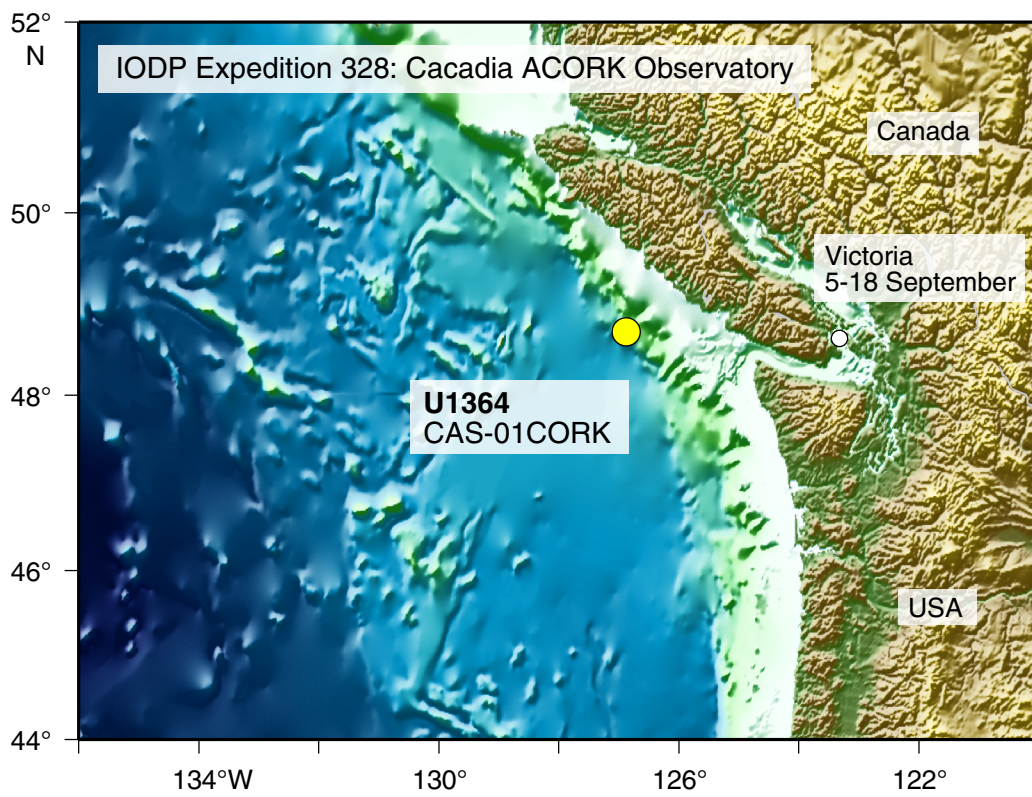 52°
N
IODP Expedition 328: Cacadia ACORK Observatory
Canada
50°
Victoria
5-18 September
48°
U1364
CAS-01CORK
46°
USA
44°
134°W
130°
126°
122°